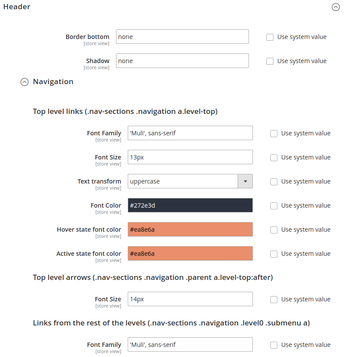 Header
Border bottom none Use system value
[store view]
Shadow none Use system value
[store view]
Navigation
Top level links (.nav-sections .navigation a.level-top)
Font Family 'Muli', sans-serif Use system value
[store view]
Font Size 13px Use system value
[store view]
Text transform uppercase Use system value
[store view]
Font Color #272e3d Use system value
[store view]
Hover state font color #ea8e6a Use system value
[store view]
Active state font color #ea8e6a Use system value
[store view]
Top level arrows (.nav-sections .navigation .parent a.level-top:after)
Font Size 14px Use system value
[store view]
Links from the rest of the levels (.nav-sections .navigation .level0 .submenu a)
Font Family 'Muli', sans-serif Use system value
[store view]